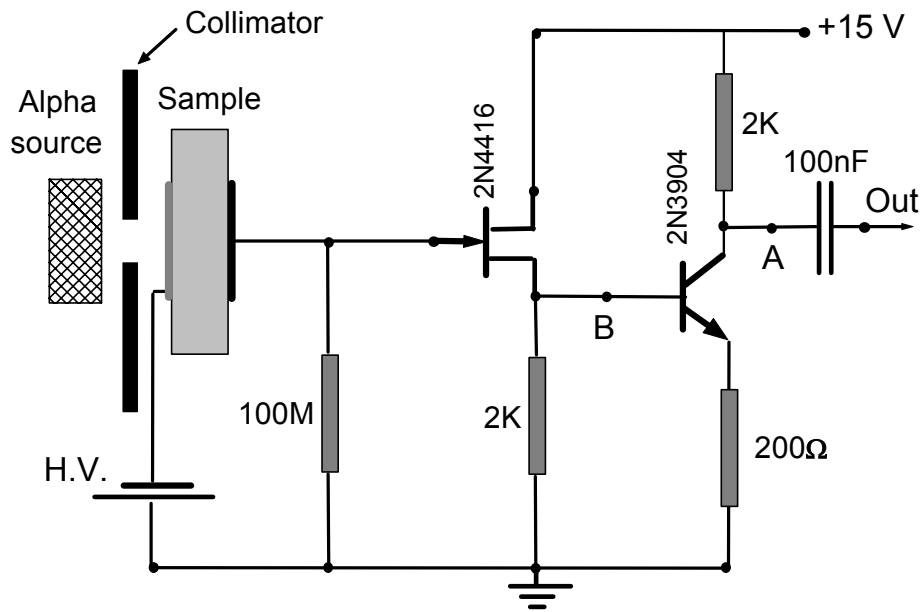 Collimator
+15 V
Alpha
source
Sample
2N4416
2K
2N3904
100nF
Out
A
B
100M
2K
200Ω
H.V.